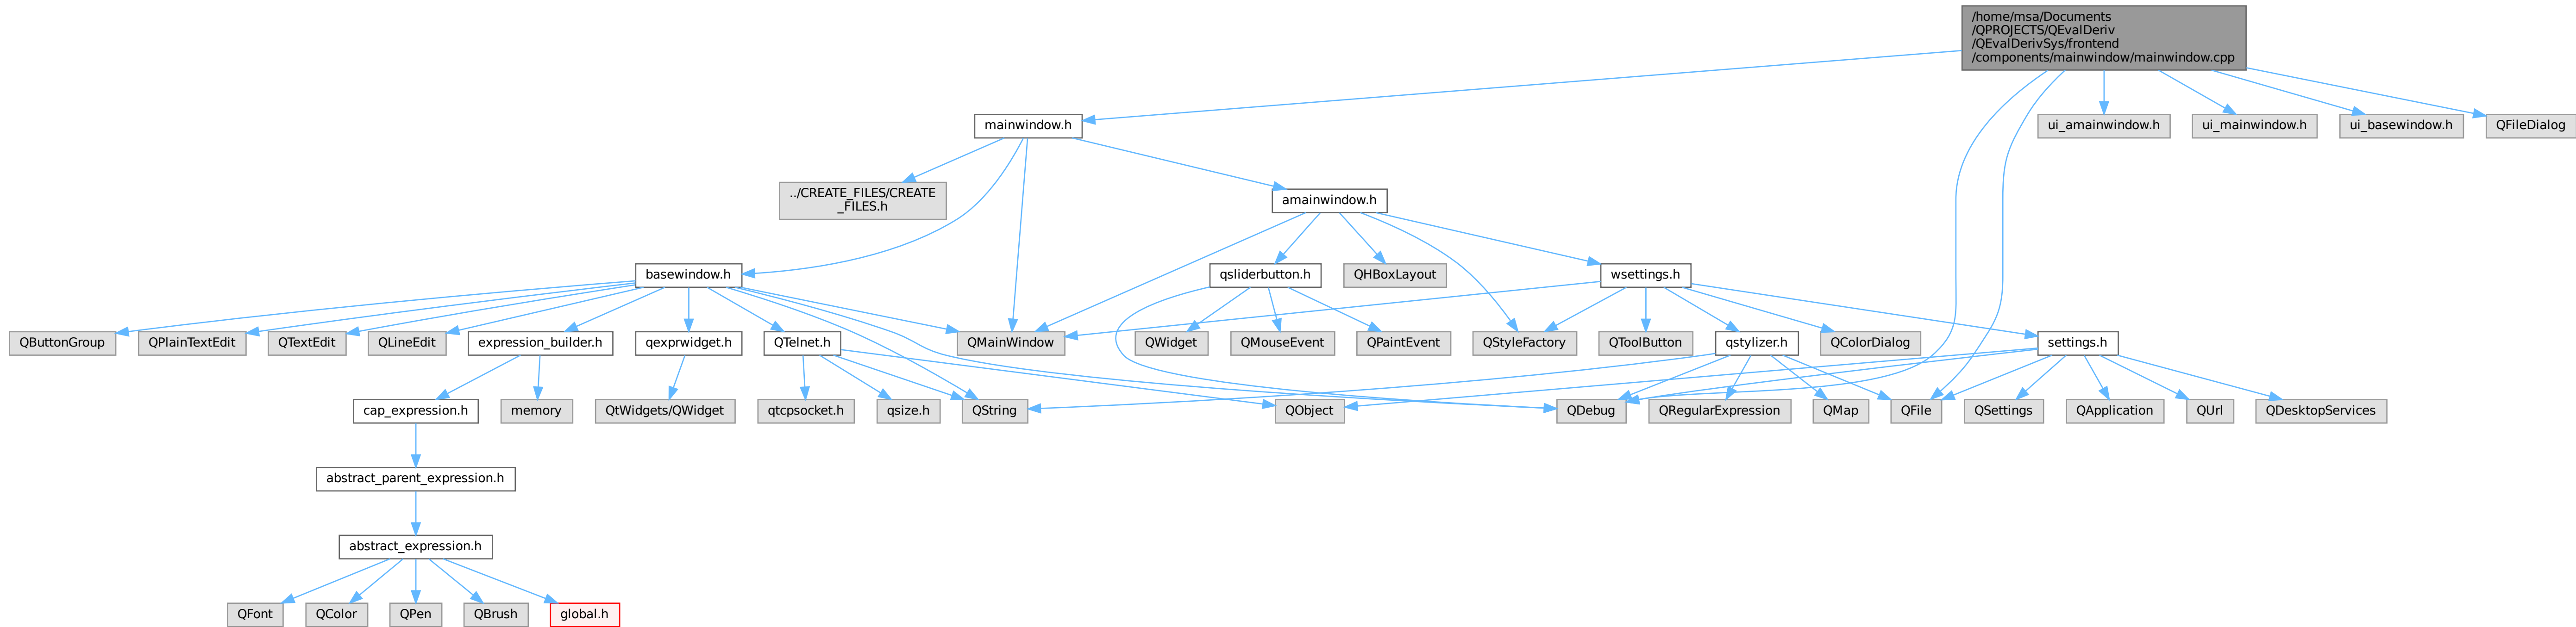 /home/msa/Documents
/QPROJECTS/QEvalDeriv
/QEvalDerivSys/frontend
/components/mainwindow/mainwindow.cpp
mainwindow.h
ui_amainwindow.h
ui_mainwindow.h
ui_basewindow.h
QFileDialog
../CREATE_FILES/CREATE
_FILES.h
amainwindow.h
basewindow.h
qsliderbutton.h
QHBoxLayout
wsettings.h
QButtonGroup
QPlainTextEdit
QTextEdit
QLineEdit
expression_builder.h
qexprwidget.h
QTelnet.h
QMainWindow
QWidget
QMouseEvent
QPaintEvent
QStyleFactory
QToolButton
qstylizer.h
QColorDialog
settings.h
cap_expression.h
memory
QtWidgets/QWidget
qtcpsocket.h
qsize.h
QString
QObject
QDebug
QRegularExpression
QMap
QFile
QSettings
QApplication
QUrl
QDesktopServices
abstract_parent_expression.h
abstract_expression.h
QFont
QColor
QPen
QBrush
global.h